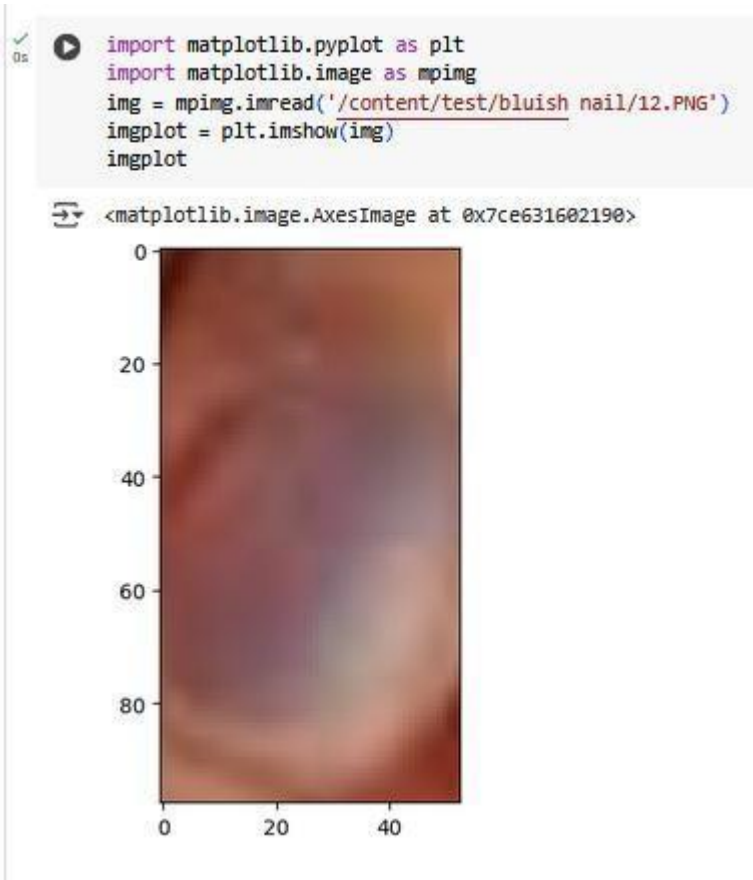 0s
import matplotlib.pyplot as plt
import matplotlib.image as mpimg
img = mpimg.imread('/content/test/bluish nail/12.PNG')
imgplot = plt.imshow(img)
imgplot
<matplotlib.image.AxesImage at 0x7ce631602190>
0
20
40
60
80
0 20 40